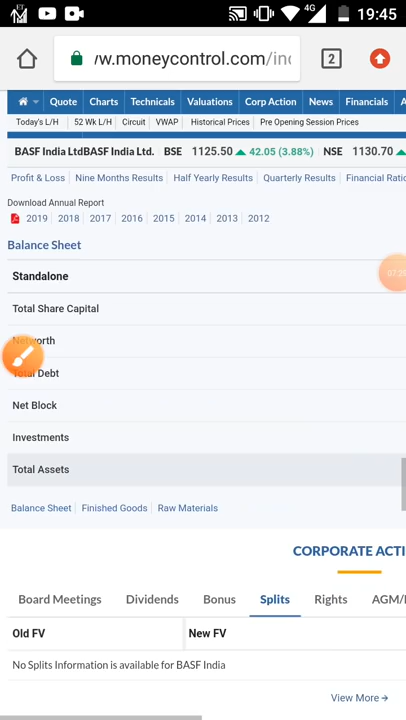 ET
4G
19:45
w.moneycontrol.com/inc
2
Quote Charts Technicals Valuations Corp Action News Financials A
Today's L/H 52 Wk L/H Circuit VWAP Historical Prices Pre Opening Session Prices
BASF India LtdBASF India Ltd. BSE 1125.50 42.05 (3.88%) NSE 1130.70
Profit & Loss Nine Months Results Half Yearly Results Quarterly Results Financial Ratio
Download Annual Report
2019 2018 2017 2016 2015 2014 2013 2012
Balance Sheet
Standalone
Total Share Capital
Networth
Total Debt
Net Block
Investments
Total Assets
Balance Sheet Finished Goods Raw Materials
CORPORATE ACTI
Board Meetings Dividends Bonus Splits Rights AGM/
Old FV New FV
No Splits Information is available for BASF India
View More